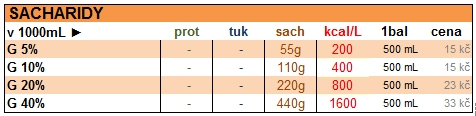 SACHARIDY
v 1000mL ► prot tuk sach kcal/L 1bal cena
G 5% - - 55g 200 500 mL 15 kč
G 10% - - 110g 400 500 mL 15 kč
G 20% - - 220g 800 500 mL 23 kč
G 40% - - 440g 1600 500 mL 33 kč